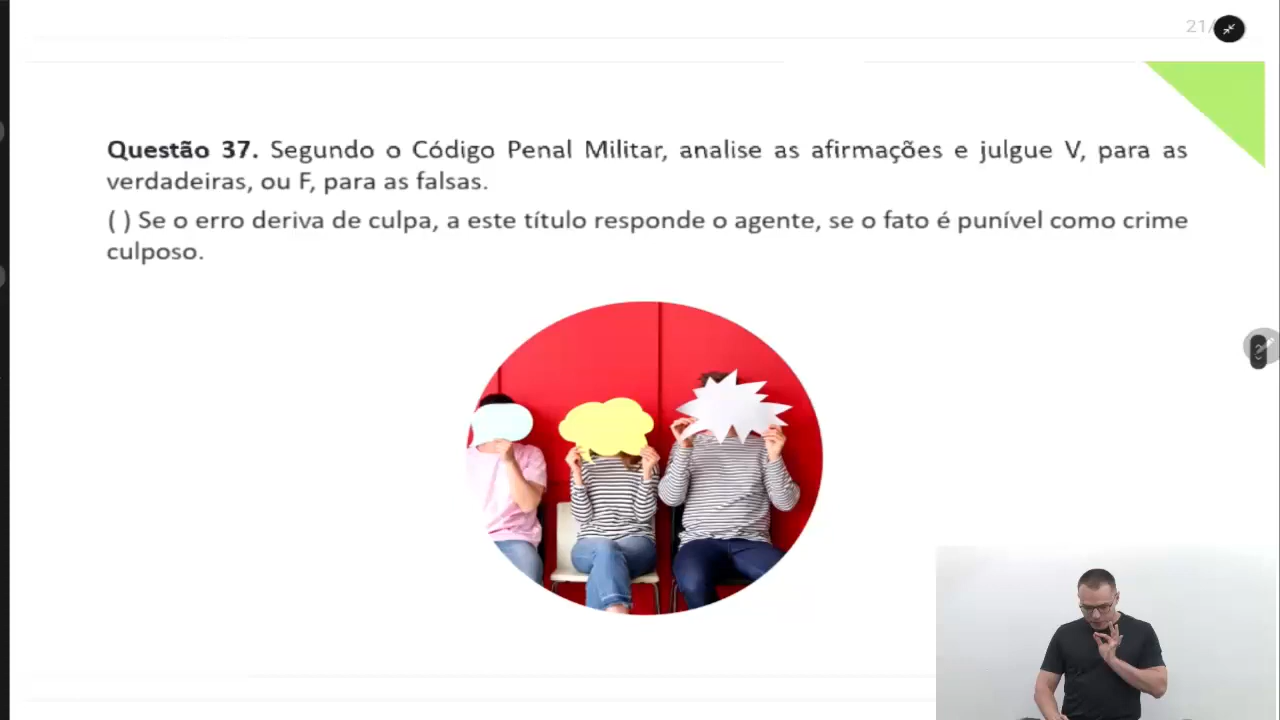 21/
Questão 37. Segundo o Código Penal Militar, analise as afirmações e julgue V, para as
verdadeiras, ou F, para as falsas.
( ) Se o erro deriva de culpa, a este título responde o agente, se o fato é punível como crime
culposo.